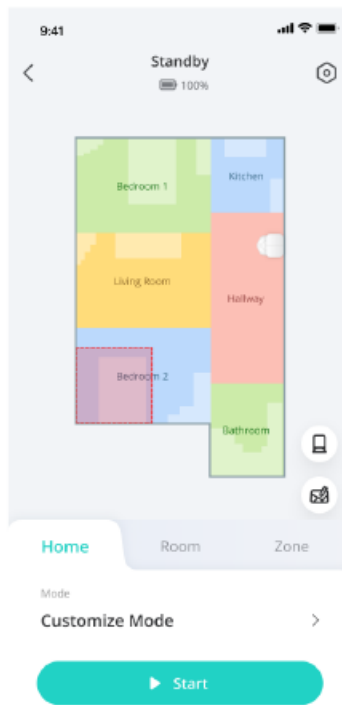 9:41
Standby
100%
Bedroom 1
Kitchen
Living Room
Hallway
Bedroom 2
Bathroom
Home
Room
Zone
Mode
Customize Mode
Start